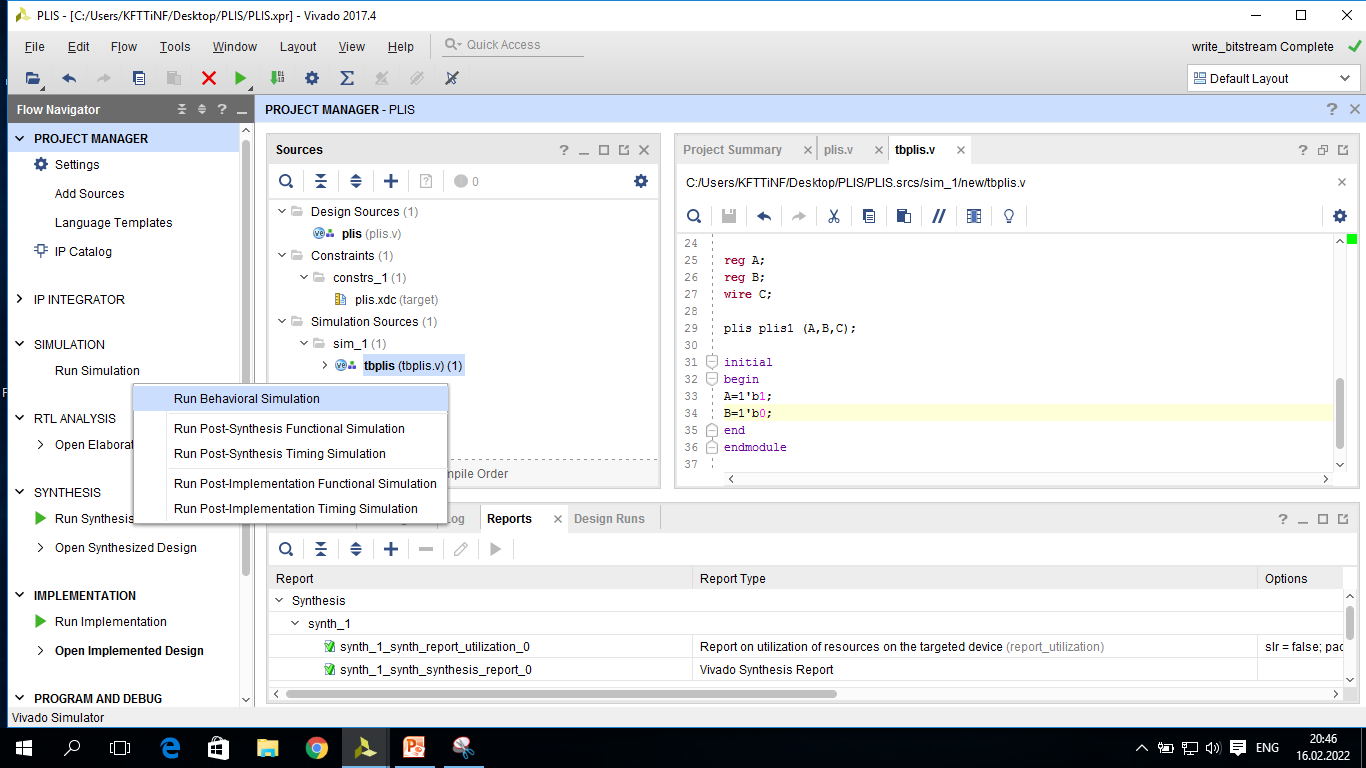 PLIS - [C:/Users/KFTTiNF/Desktop/PLIS/PLIS.xpr] - Vivado 2017.4
File Edit Flow Tools Window Layout View Help Quick Access
write_bitstream Complete
Default Layout
Flow Navigator
PROJECT MANAGER
Settings
Add Sources
Language Templates
IP Catalog
IP INTEGRATOR
SIMULATION
Run Simulation
RTL ANALYSIS
Open Elaborat
SYNTHESIS
Run Synthesis
Open Synthesized Design
IMPLEMENTATION
Run Implementation
Open Implemented Design
PROGRAM AND DEBUG
Vivado Simulator
Run Behavioral Simulation
Run Post-Synthesis Functional Simulation
Run Post-Synthesis Timing Simulation
Run Post-Implementation Functional Simulation
Run Post-Implementation Timing Simulation
PROJECT MANAGER - PLIS
Sources
0
Design Sources (1)
plis (plis.v)
Constraints (1)
constrs_1 (1)
plis.xdc (target)
Simulation Sources (1)
sim_1 (1)
tbplis (tbplis.v) (1)
mpile Order
Project Summary plis.v tbplis.v
C:/Users/KFTTiNF/Desktop/PLIS/PLIS.srcs/sim_1/new/tbplis.v
24
25 reg A;
26 reg B;
27 wire C;
28
29 plis plis1 (A,B,C);
30
31 initial
32 begin
33 A=1'b1;
34 B=1'b0;
35 end
36 endmodule
37
og Reports Design Runs
Report Report Type Options
Synthesis
synth_1
synth_1_synth_report_utilization_0 Report on utilization of resources on the targeted device (report_utilization) slr = false; pac
synth_1_synth_synthesis_report_0 Vivado Synthesis Report
ENG
20:46
16.02.2022